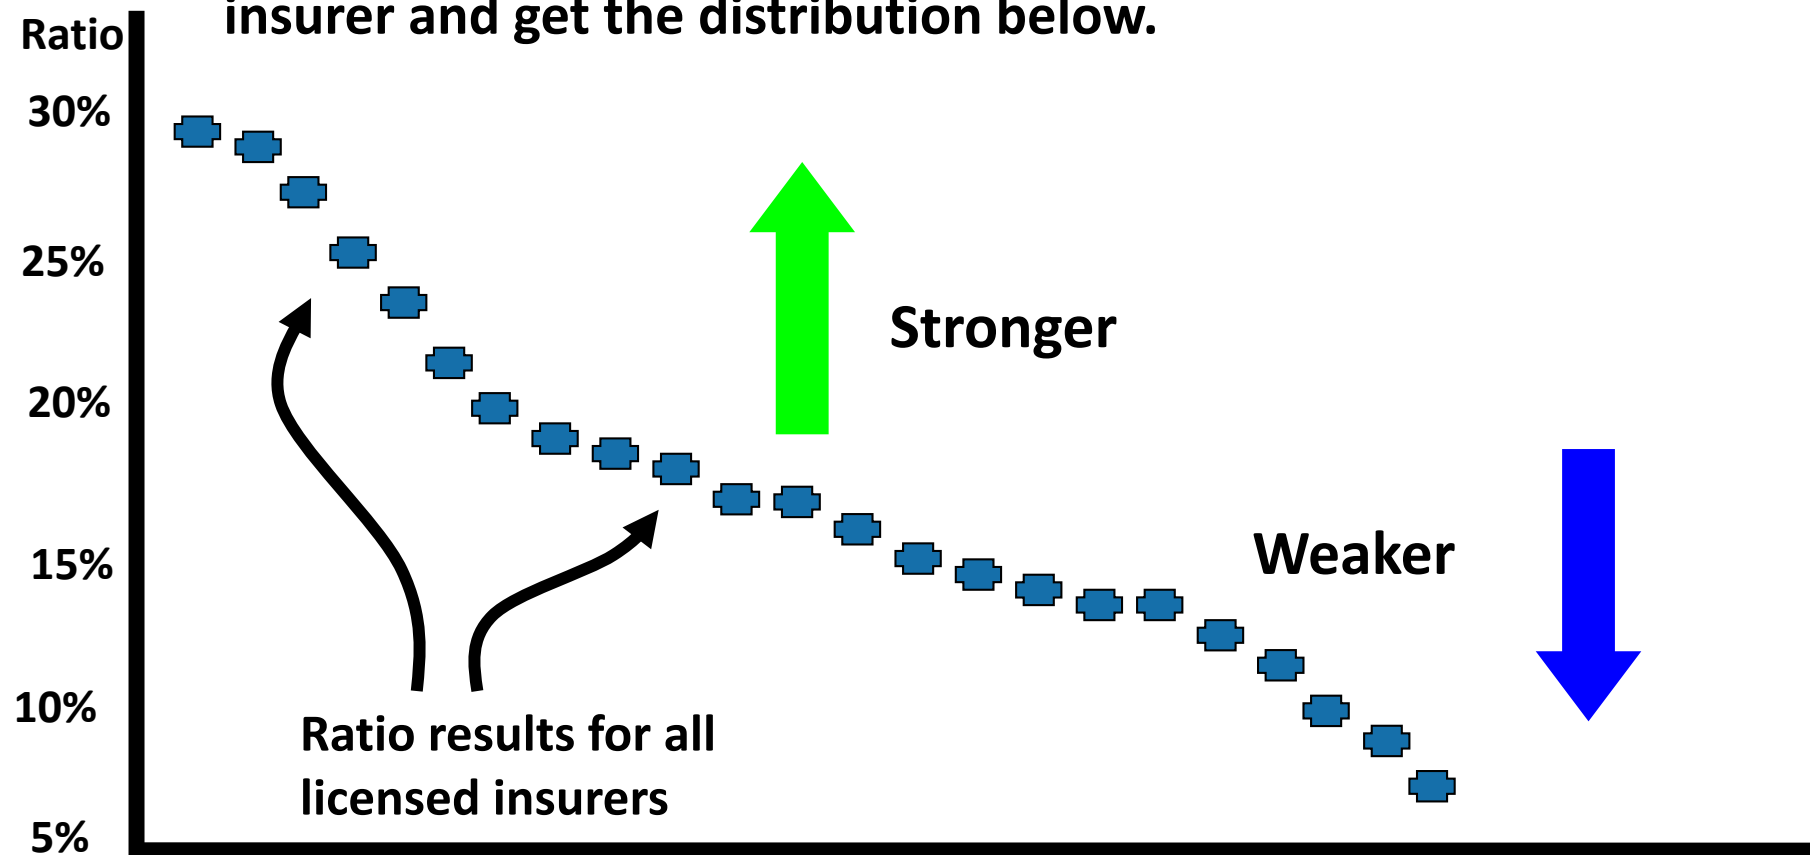 insurer and get the distribution below.
Ratio
30%
25%
Stronger
20%
15%
Weaker
10%
Ratio results for all
licensed insurers
5%